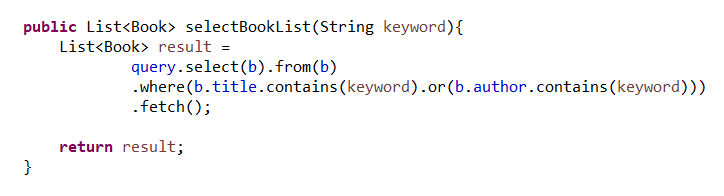 public List<Book> selectBookList(String keyword){
    List<Book> result =
            query.select(b).from(b)
            .where(b.title.contains(keyword).or(b.author.contains(keyword)))
            .fetch();

    return result;
}